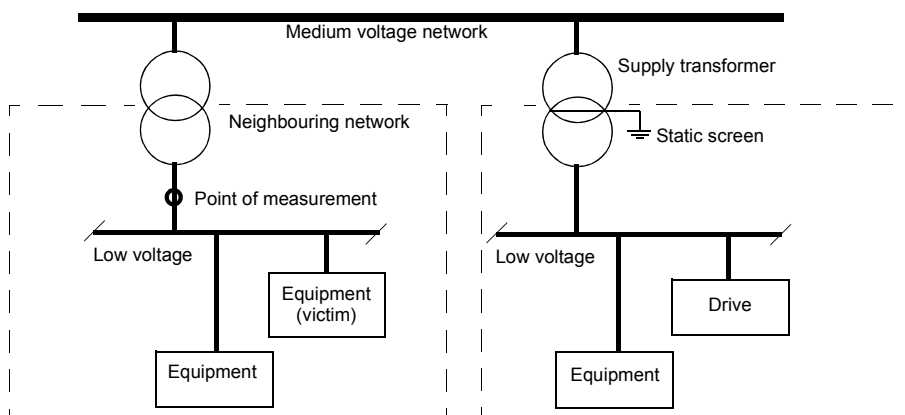 Medium voltage network
Supply transformer
Neighbouring network
Static screen
Point of measurement
Low voltage
Low voltage
Equipment
(victim)
Drive
Equipment
Equipment